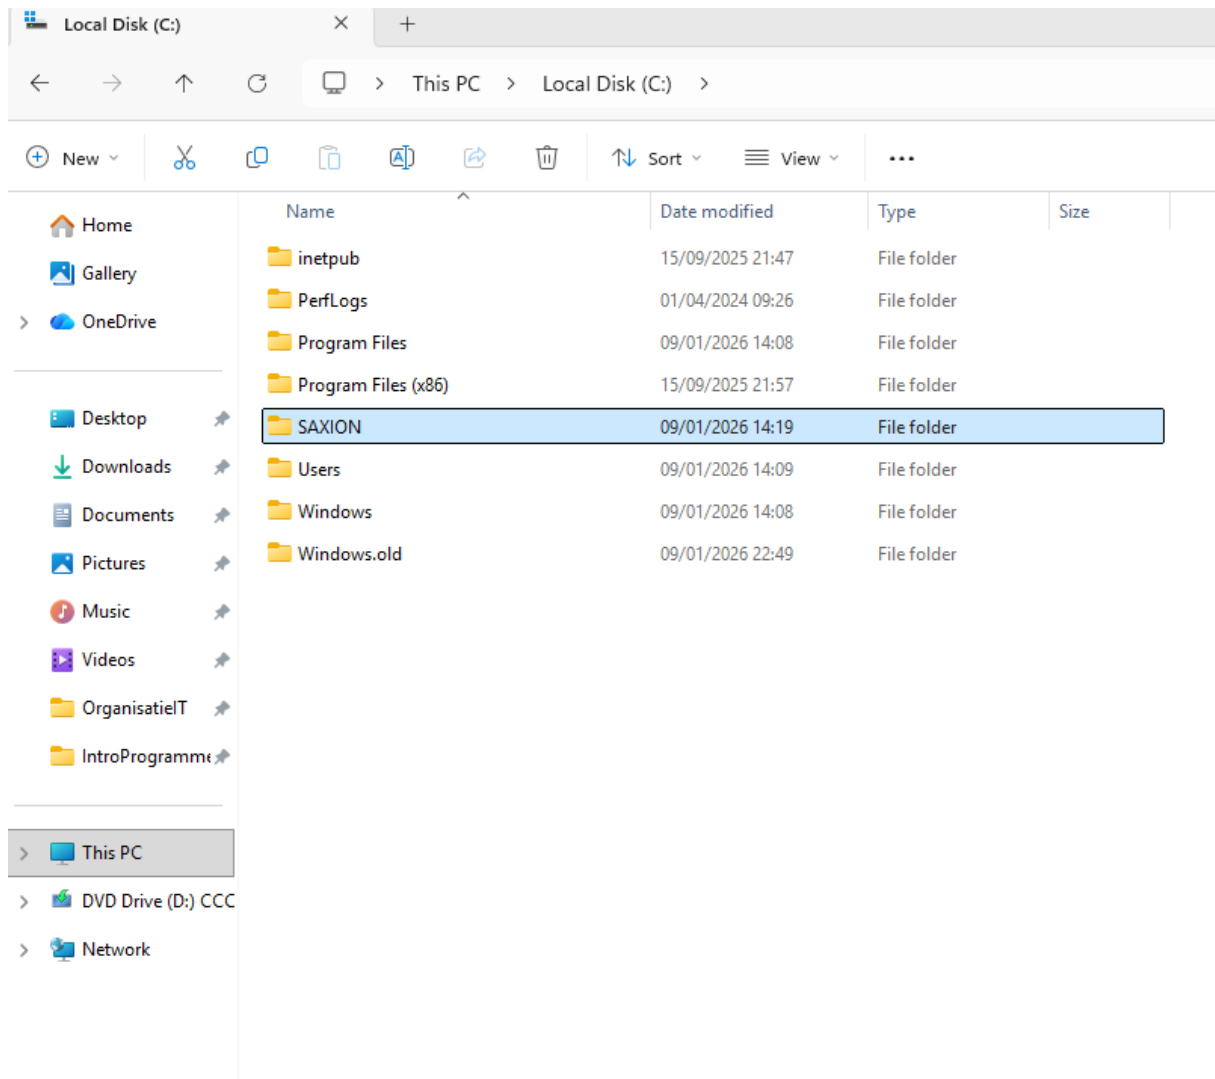 Local Disk (C:)
This PC > Local Disk (C:) >
New Sort View
Name Date modified Type Size
Home
Gallery
OneDrive
Desktop
Downloads
Documents
Pictures
Music
Videos
OrganisatieIT
IntroProgramme
This PC
DVD Drive (D:) CCC
Network
inetpub 15/09/2025 21:47 File folder
PerfLogs 01/04/2024 09:26 File folder
Program Files 09/01/2026 14:08 File folder
Program Files (x86) 15/09/2025 21:57 File folder
SAXION 09/01/2026 14:19 File folder
Users 09/01/2026 14:09 File folder
Windows 09/01/2026 14:08 File folder
Windows.old 09/01/2026 22:49 File folder